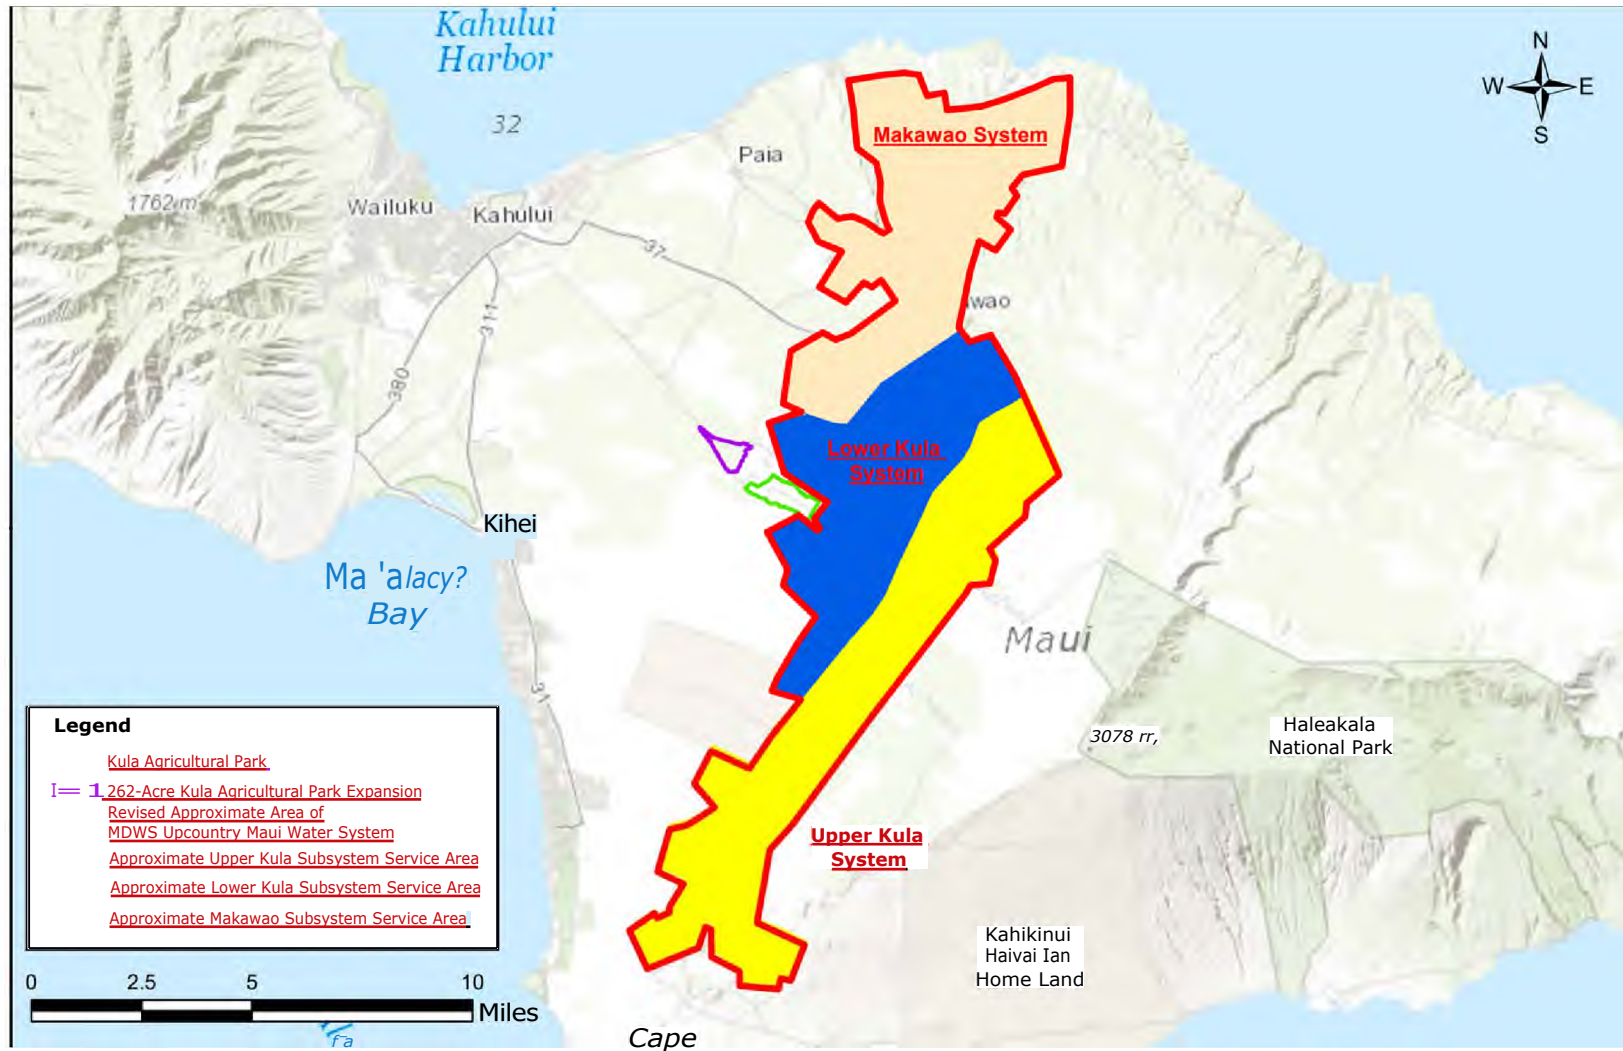 Kahului
Harbor
32
N
W E
S
Makawao System
Paia
1762 m
Wailuku
Kahului
37
311
wao
380
Lower Kula
System
Kihei
Ma 'alacy?
Bay
Maui
31
Legend
Kula Agricultural Park
I== 1 262-Acre Kula Agricultural Park Expansion
Revised Approximate Area of
MDWS Upcountry Maui Water System
Approximate Upper Kula Subsystem Service Area
Approximate Lower Kula Subsystem Service Area
Approximate Makawao Subsystem Service Area
3078 rr,
Haleakala
National Park
Upper Kula
System
Kahikinui
Haivai Ian
Home Land
0 2.5 5 10
Miles
Cape